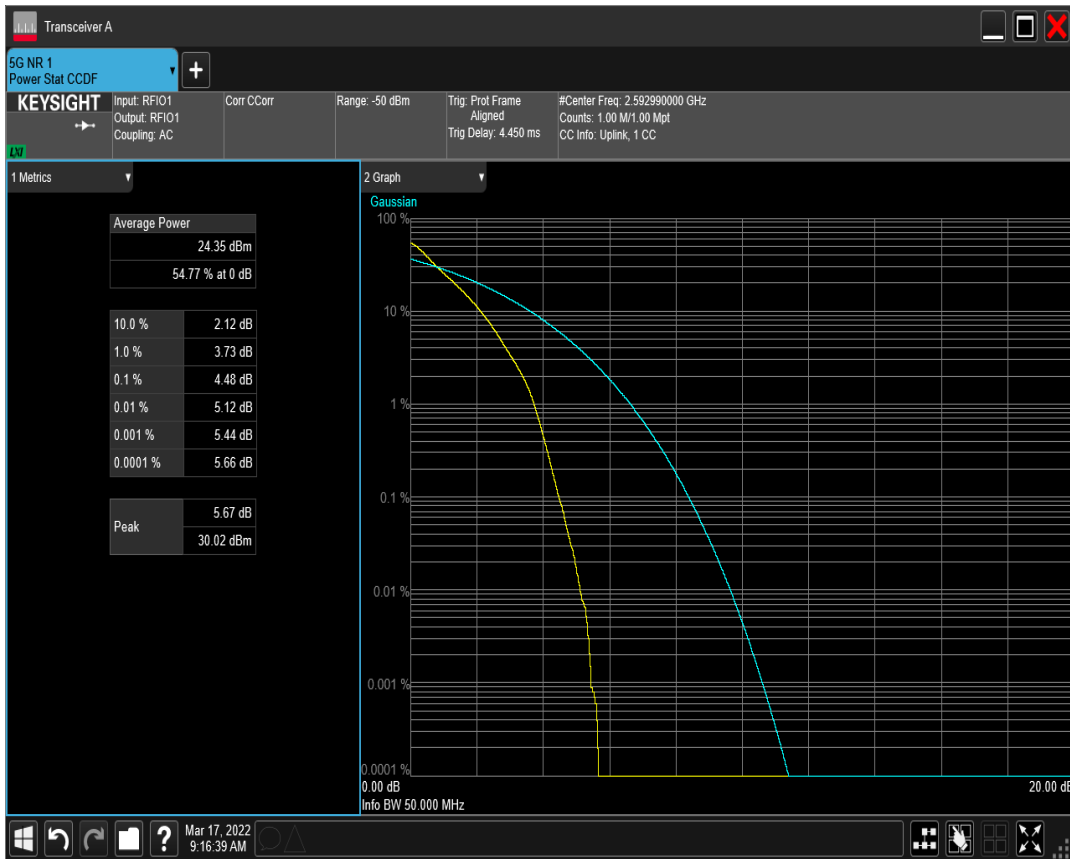 Transceiver A
5G NR 1
Power Stat CCDF
+
KEYSIGHT
LXI
Input: RFIO1
Output: RFIO1
Coupling: AC
Corr CCorr
Range: -50 dBm
Trig: Prot Frame
Aligned
Trig Delay: 4.450 ms
#Center Freq: 2.592990000 GHz
Counts: 1.00 M/1.00 Mpt
CC Info: Uplink, 1 CC
1 Metrics
Average Power
24.35 dBm
54.77 % at 0 dB
10.0 % 2.12 dB
1.0 % 3.73 dB
0.1 % 4.48 dB
0.01 % 5.12 dB
0.001 % 5.44 dB
0.0001 % 5.66 dB
Peak
5.67 dB
30.02 dBm
2 Graph
Gaussian
100 %
10 %
1 %
0.1 %
0.01 %
0.001 %
0.0001 %
0.00 dB 20.00 dB
Info BW 50.000 MHz
?
Mar 17, 2022
9:16:39 AM